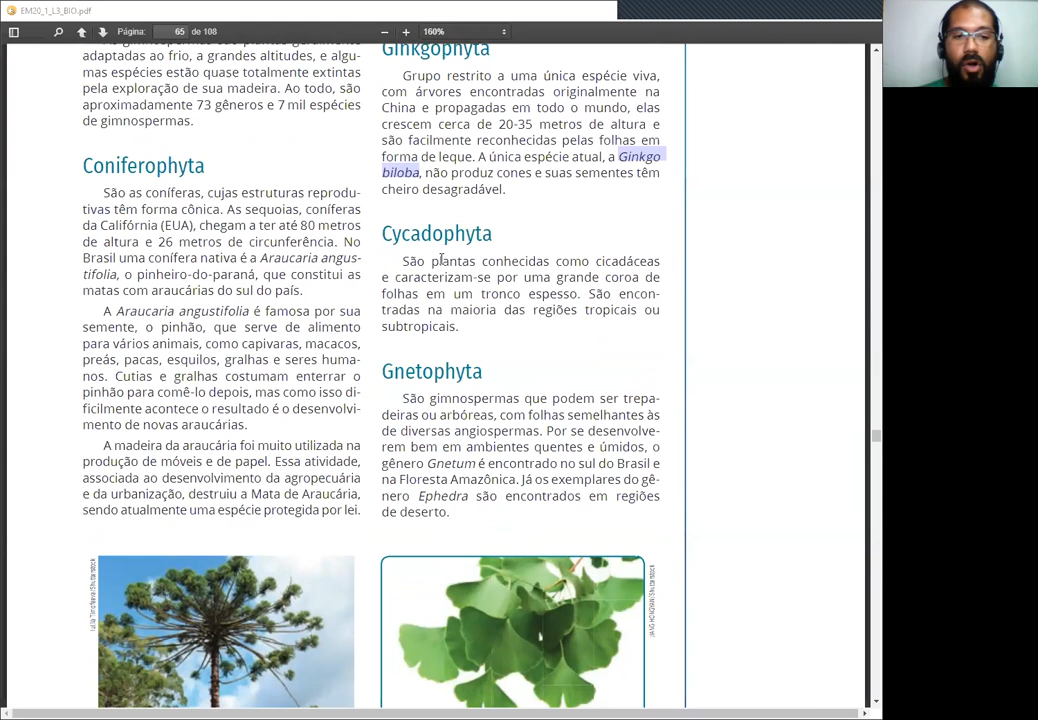 EM20_1_L3_BIO.pdf
Página: 65 de 108
160%
As gimnospermas são plantas geralmente
adaptadas ao frio, a grandes altitudes, e algu-
mas espécies estão quase totalmente extintas
pela exploração de sua madeira. Ao todo, são
aproximadamente 73 gêneros e 7 mil espécies
de gimnospermas.
Coniferophyta
São as coníferas, cujas estruturas reprodu-
tivas têm forma cônica. As sequoias, coníferas
da Califórnia (EUA), chegam a ter até 80 metros
de altura e 26 metros de circunferência. No
Brasil uma conífera nativa é a Araucaria angus-
tifolia, o pinheiro-do-paraná, que constitui as
matas com araucárias do sul do país.
A Araucaria angustifolia é famosa por sua
semente, o pinhão, que serve de alimento
para vários animais, como capivaras, macacos,
preás, pacas, esquilos, gralhas e seres huma-
nos. Cutias e gralhas costumam enterrar o
pinhão para comê-lo depois, mas como isso di-
ficilmente acontece o resultado é o desenvolvi-
mento de novas araucárias.
A madeira da araucária foi muito utilizada na
produção de móveis e de papel. Essa atividade,
associada ao desenvolvimento da agropecuária
e da urbanização, destruiu a Mata de Araucária,
sendo atualmente uma espécie protegida por lei.
Ginkgophyta
Grupo restrito a uma única espécie viva,
com árvores encontradas originalmente na
China e propagadas em todo o mundo, elas
crescem cerca de 20-35 metros de altura e
são facilmente reconhecidas pelas folhas em
forma de leque. A única espécie atual, a Ginkgo
biloba, não produz cones e suas sementes têm
cheiro desagradável.
Cycadophyta
São plantas conhecidas como cicadáceas
e caracterizam-se por uma grande coroa de
folhas em um tronco espesso. São encon-
tradas na maioria das regiões tropicais ou
subtropicais.
Gnetophyta
São gimnospermas que podem ser trepa-
deiras ou arbóreas, com folhas semelhantes às
de diversas angiospermas. Por se desenvolve-
rem bem em ambientes quentes e úmidos, o
gênero Gnetum é encontrado no sul do Brasil e
na Floresta Amazônica. Já os exemplares do gê-
nero Ephedra são encontrados em regiões
de deserto.